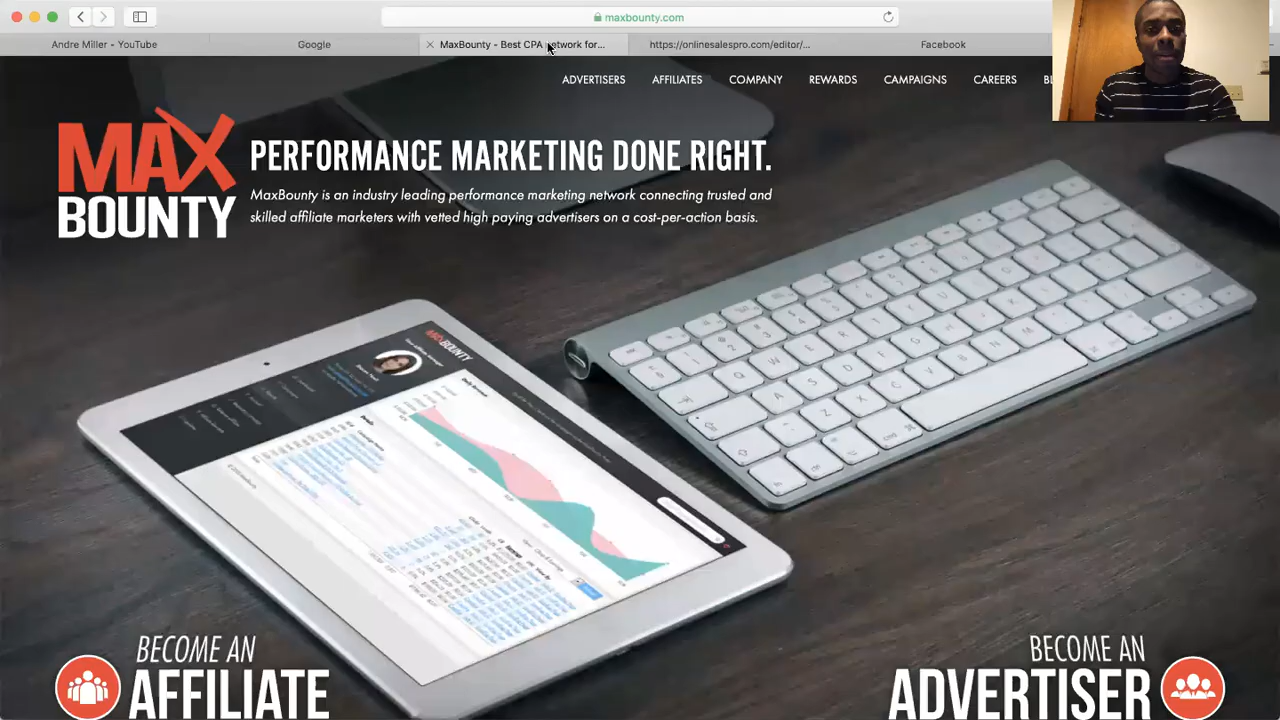 maxbounty.com
Andre Miller - YouTube
Google
MaxBounty - Best CPA network for...
https://onlinesalespro.com/editor/...
Facebook
ADVERTISERS AFFILIATES COMPANY REWARDS CAMPAIGNS CAREERS
MAX
BOUNTY
PERFORMANCE MARKETING DONE RIGHT.
MaxBounty is an industry leading performance marketing network connecting trusted and
skilled affiliate marketers with vetted high paying advertisers on a cost-per-action basis.
MAXBOUNTY
BECOME AN
AFFILIATE
BECOME AN
ADVERTISER